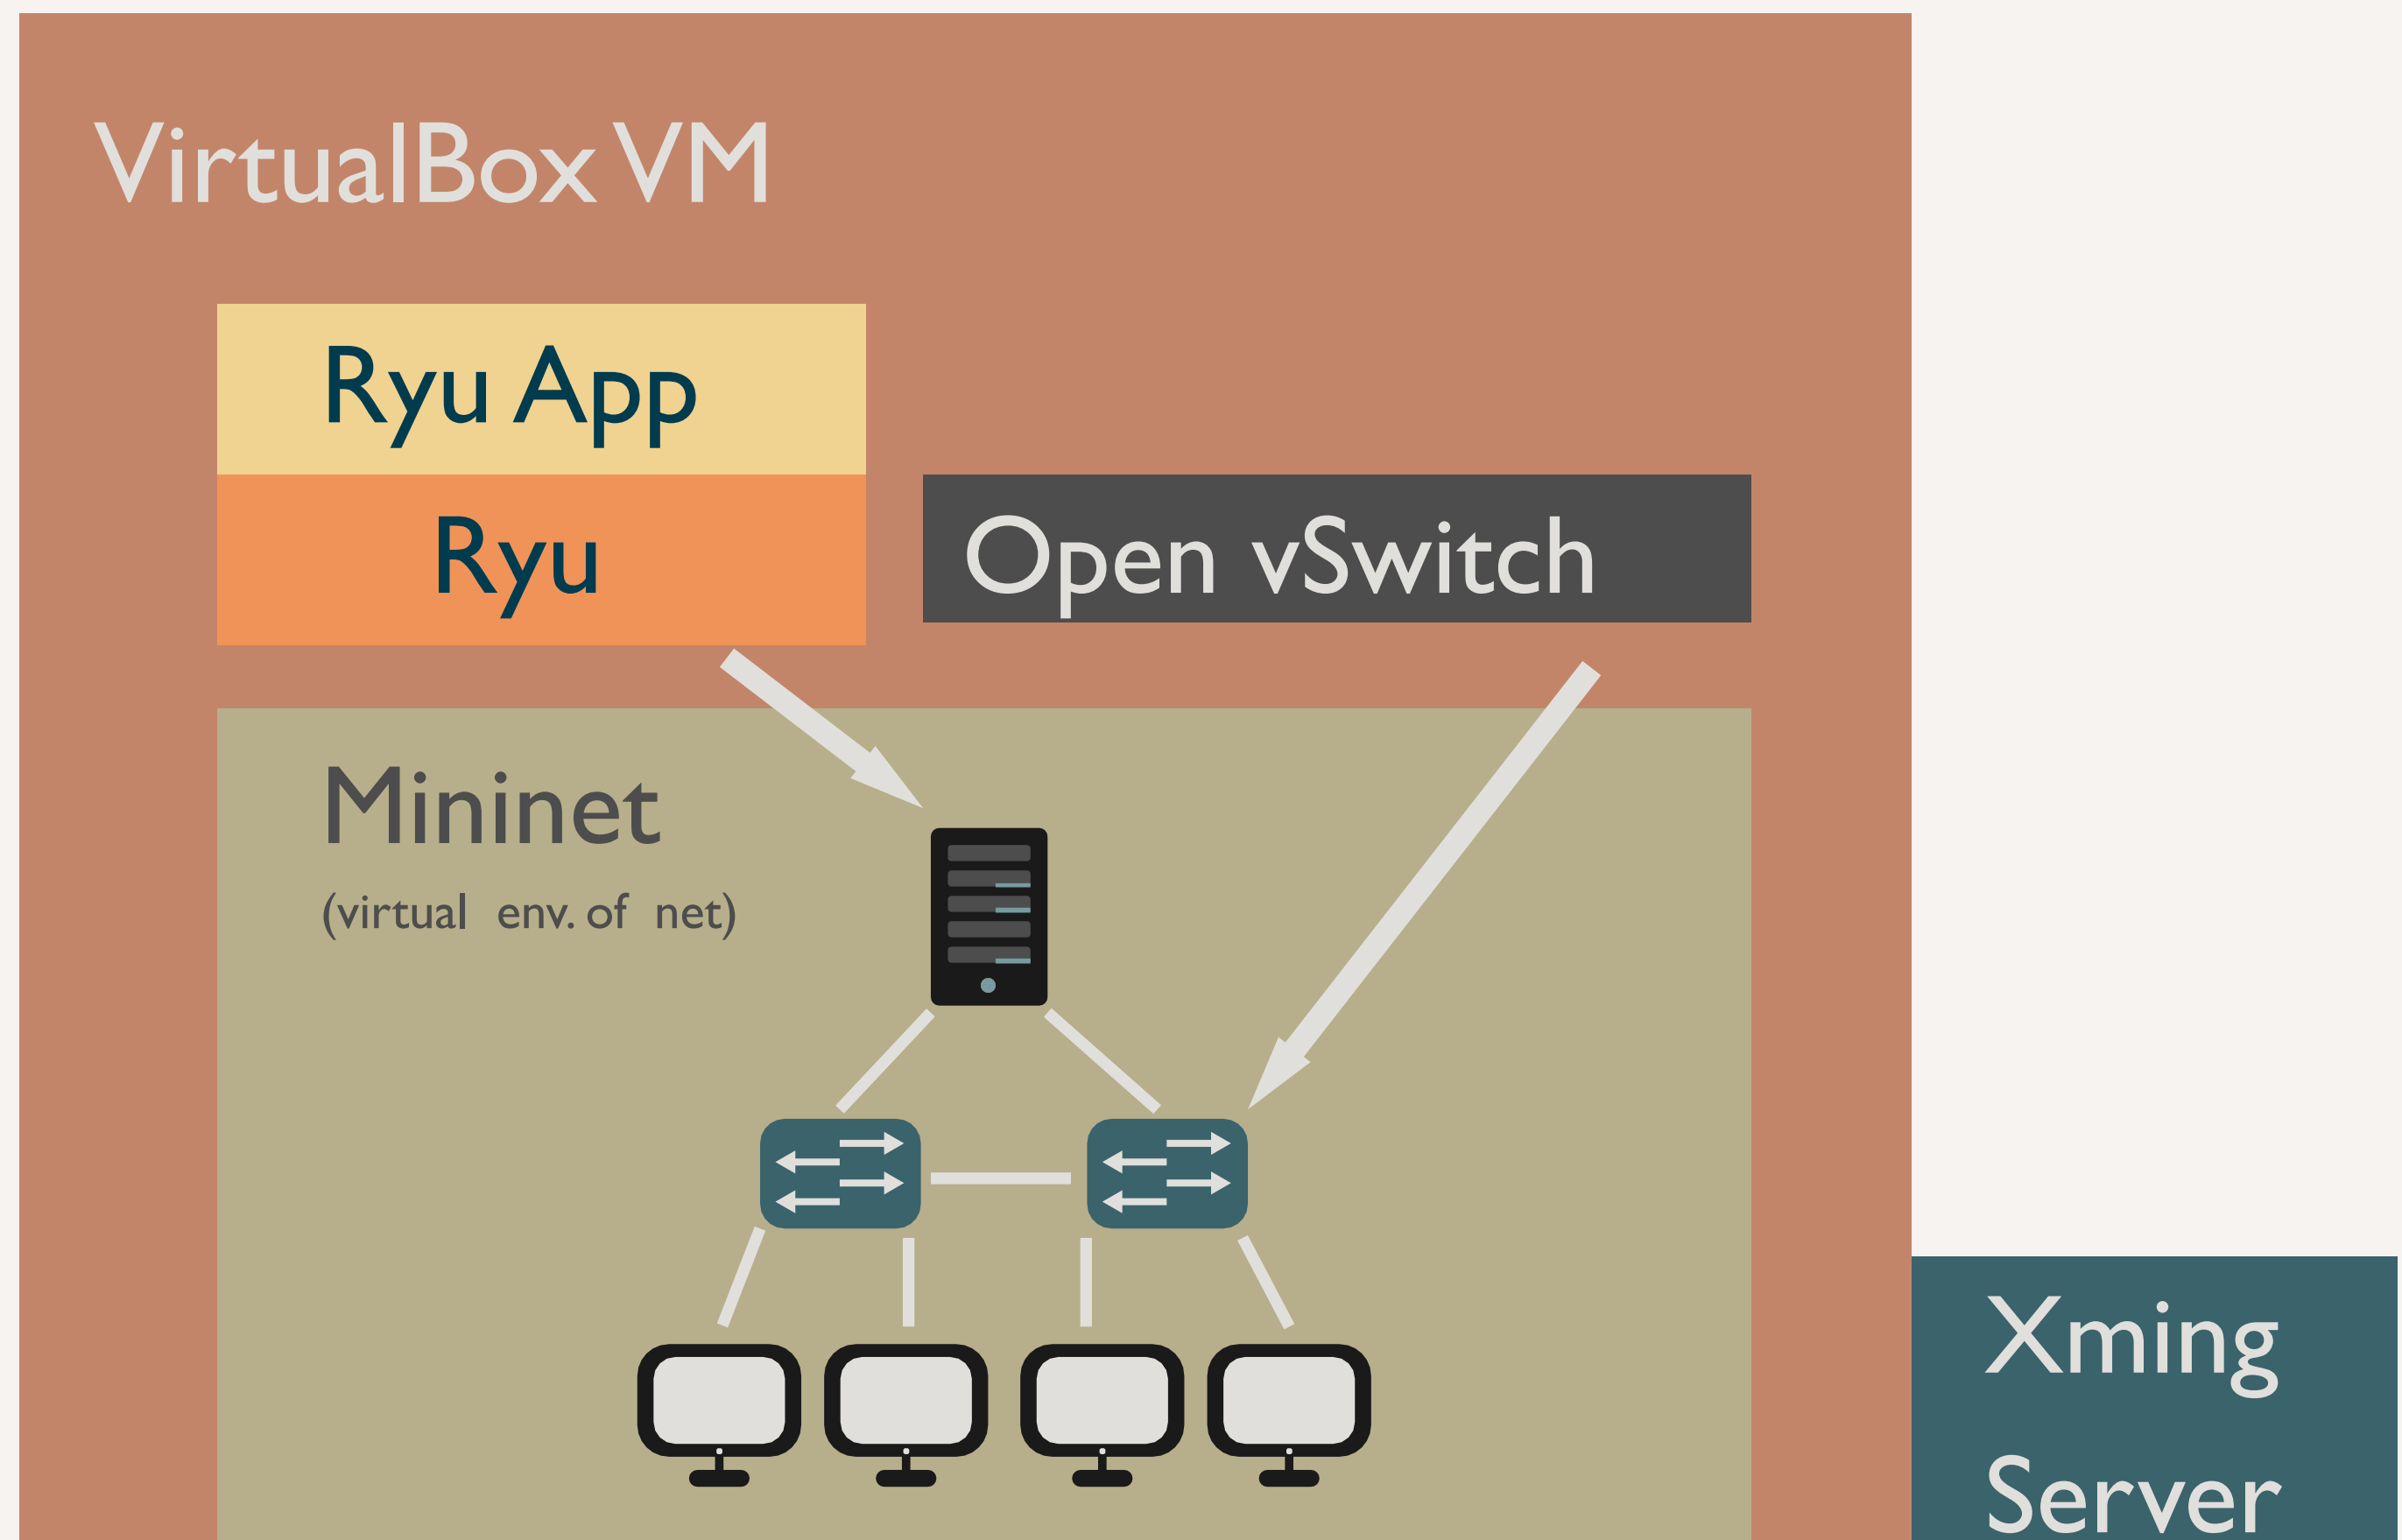 VirtualBox VM
Ryu App
Ryu
Open vSwitch
Mininet
(virtual env. of net)
Xming
Server